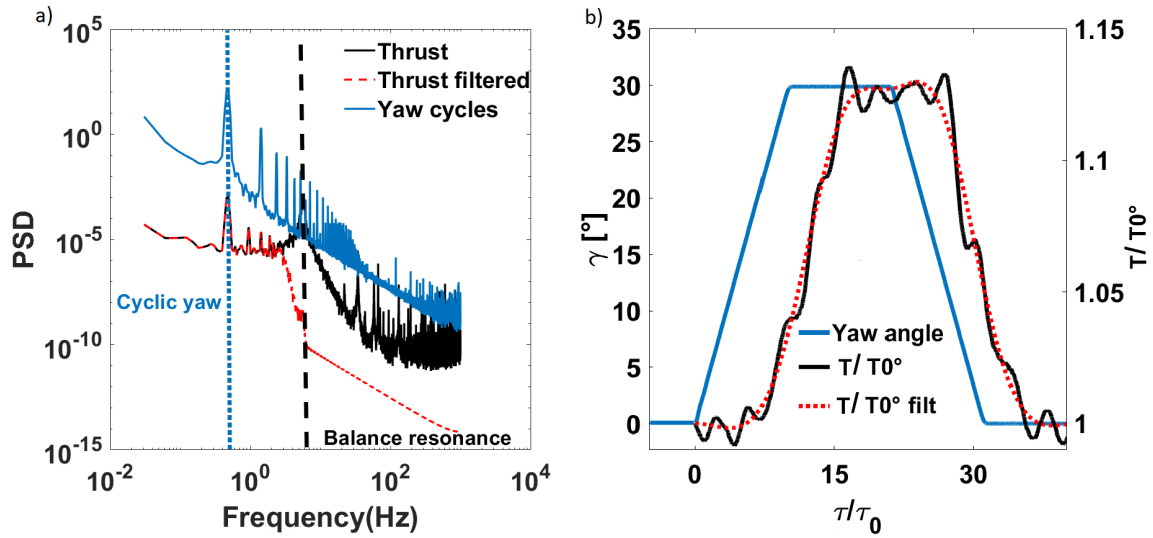 a)
10^5
10^0
10^-5
10^-10
10^-15
PSD
Thrust
Thrust filtered
Yaw cycles
Cyclic yaw
Balance resonance
10^-2
10^0
10^2
10^4
Frequency(Hz)
b)
35
30
25
20
15
10
5
0
γ [°]
Yaw angle
T/ T0°
T/ T0° filt
0
15
30
τ/τ_0
1.15
1.10
1.05
1
T/ T0°